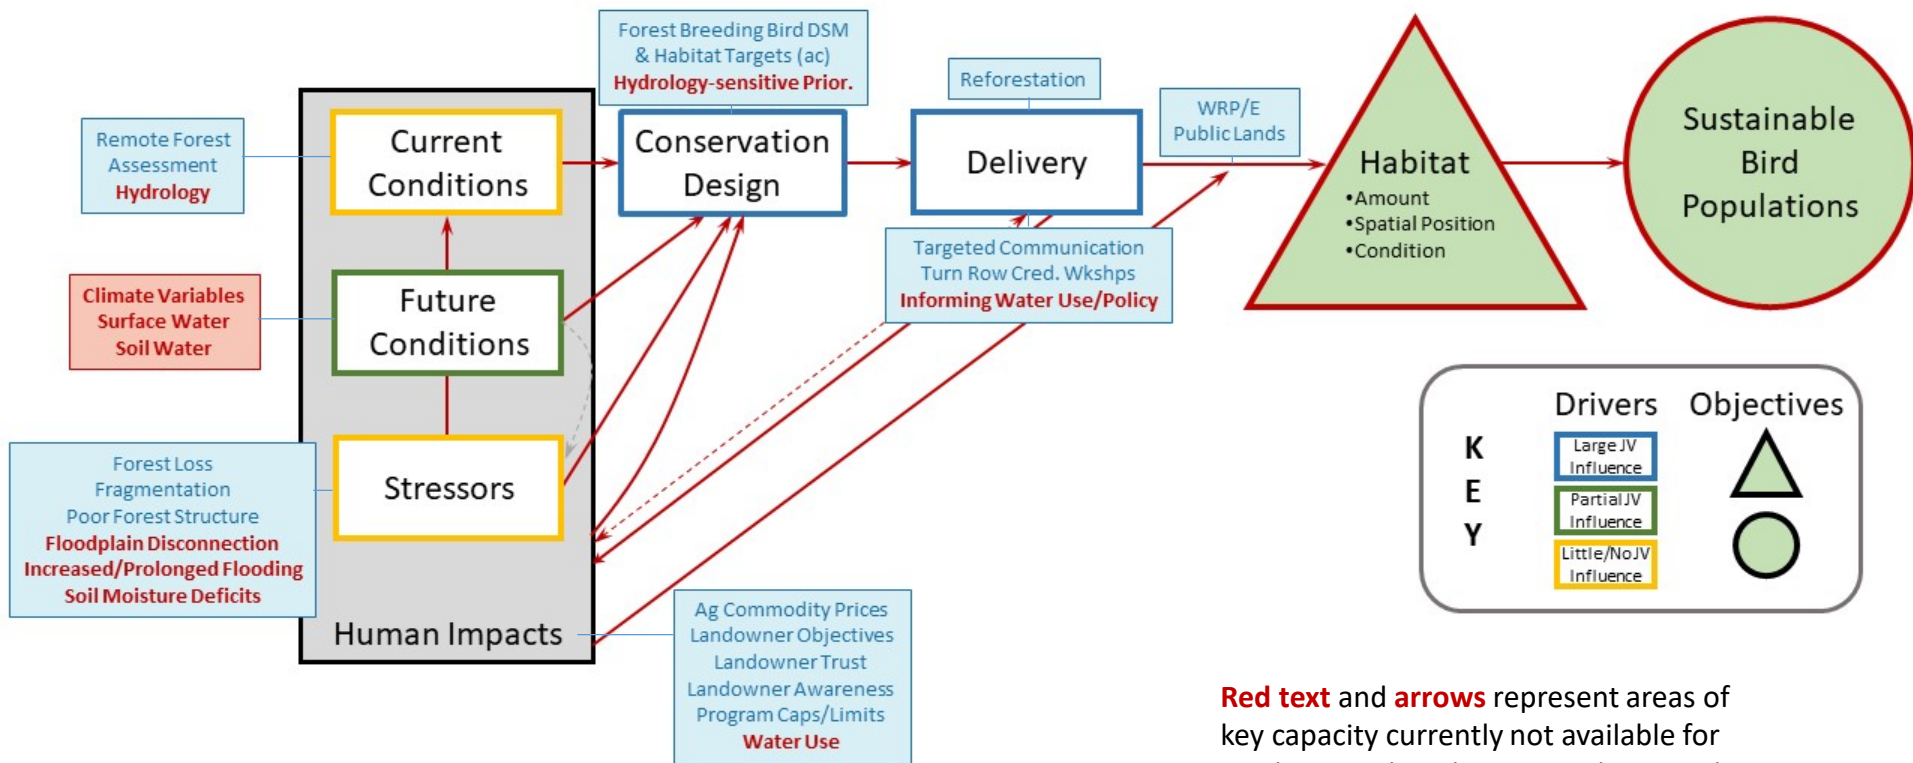 Forest Breeding Bird DSM
& Habitat Targets (ac)
Hydrology-sensitive Prior.
Reforestation
WRP/E
Public Lands
Remote Forest
Assessment
Hydrology
Current
Conditions
Conservation
Design
Delivery
Habitat
•Amount
•Spatial Position
•Condition
Sustainable
Bird
Populations
Climate Variables
Surface Water
Soil Water
Future
Conditions
Targeted Communication
Turn Row Cred. Wkshps
Informing Water Use/Policy
Forest Loss
Fragmentation
Poor Forest Structure
Floodplain Disconnection
Increased/Prolonged Flooding
Soil Moisture Deficits
Stressors
Human Impacts
Ag Commodity Prices
Landowner Objectives
Landowner Trust
Landowner Awareness
Program Caps/Limits
Water Use
K
E
Y
Drivers
Large JV
Influence
Partial JV
Influence
Little/No JV
Influence
Objectives
Red text and arrows represent areas of
key capacity currently not available for